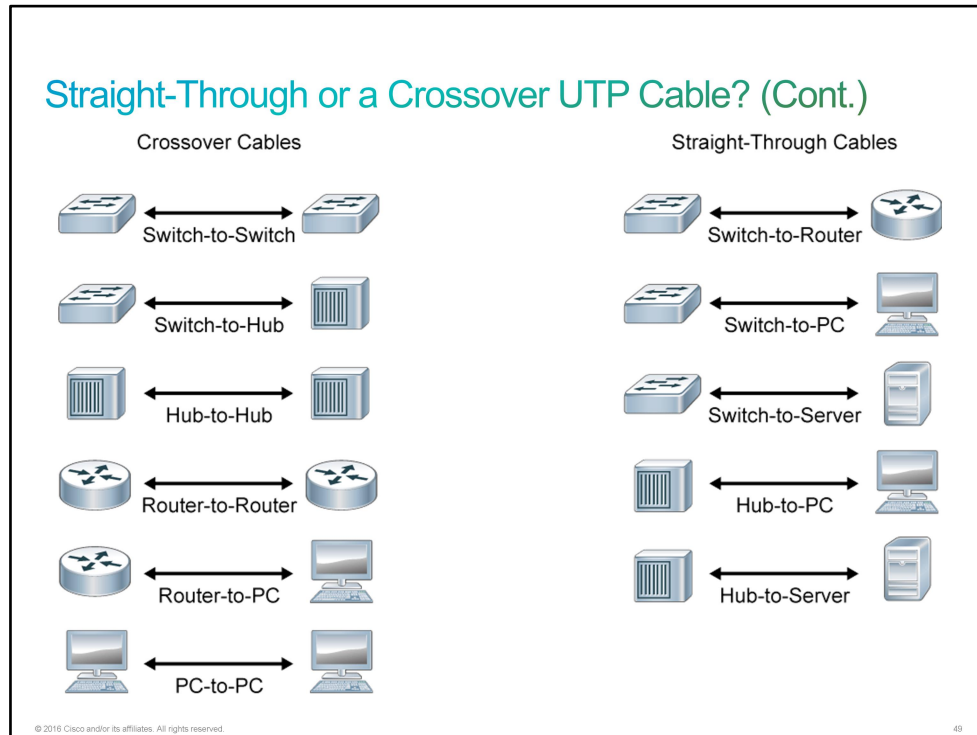 Straight-Through or a Crossover UTP Cable? (Cont.)
Crossover Cables
Switch-to-Switch
Switch-to-Hub
Hub-to-Hub
Router-to-Router
Router-to-PC
PC-to-PC
Straight-Through Cables
Switch-to-Router
Switch-to-PC
Switch-to-Server
Hub-to-PC
Hub-to-Server
© 2016 Cisco and/or its affiliates. All rights reserved.
49